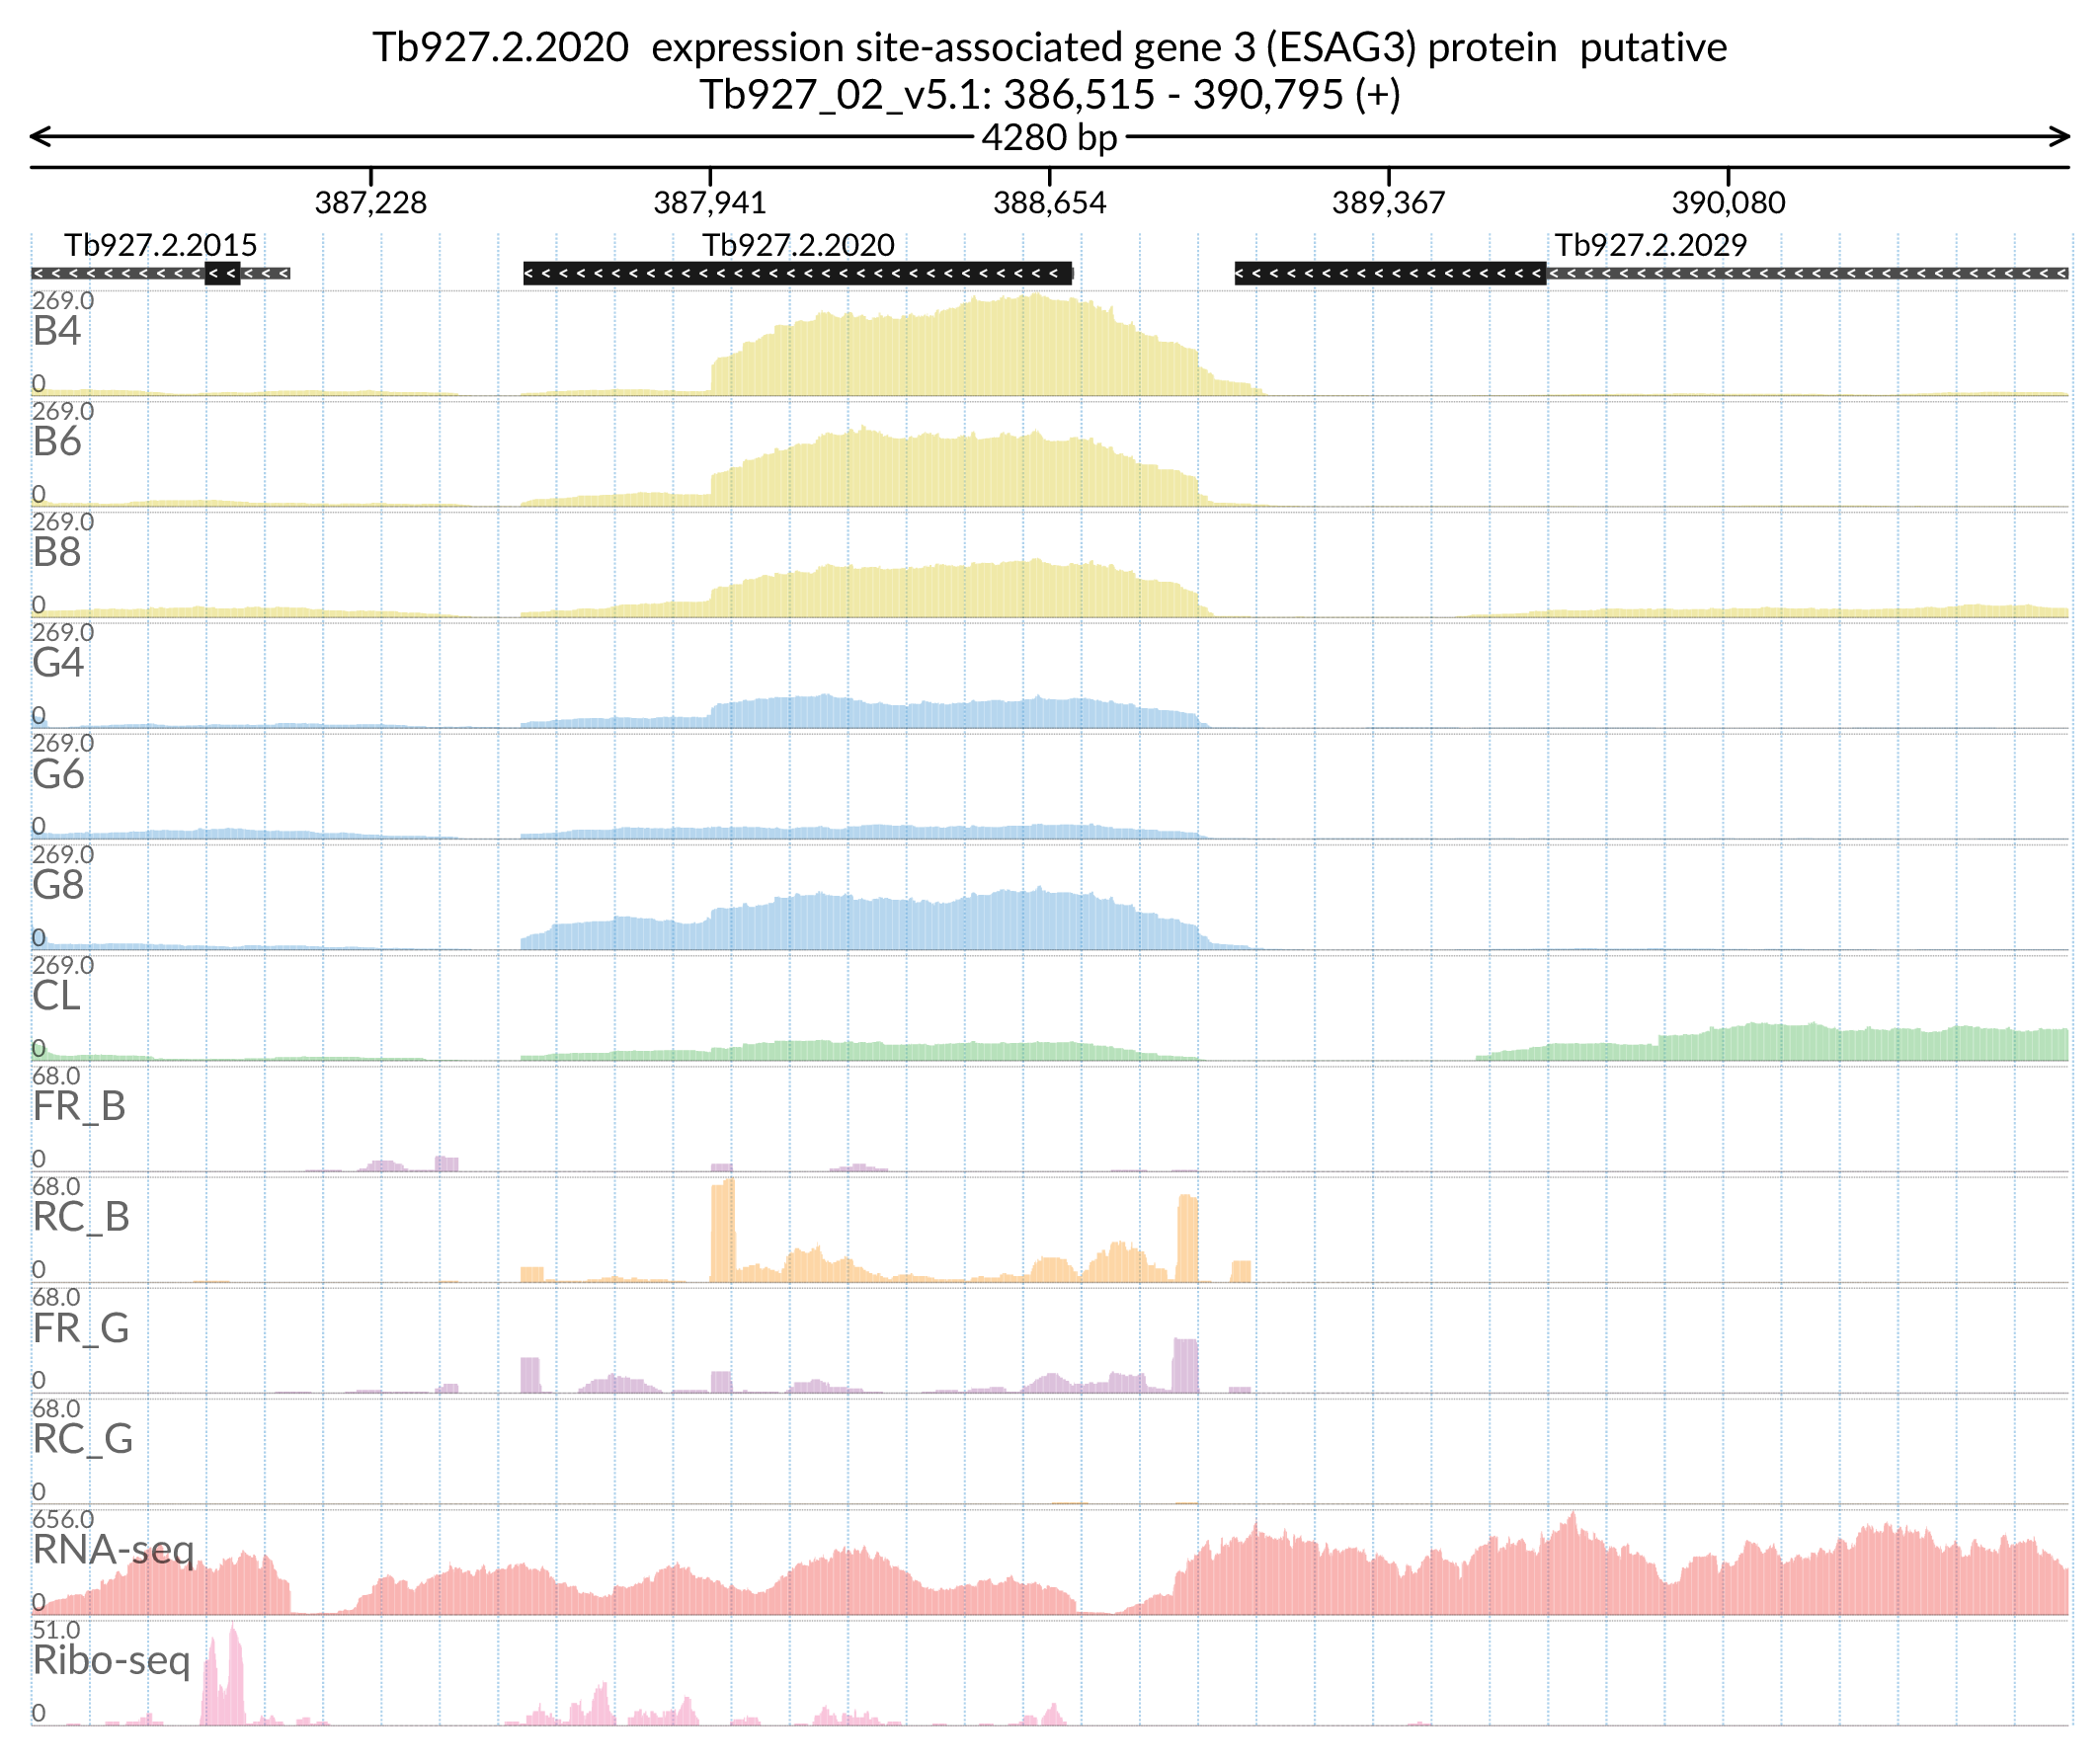 Tb927.2.2020  expression site-associated gene 3 (ESAG3) protein  putative
Tb927_02_v5.1: 386,515 - 390,795 (+)
4280 bp
387,228 387,941 388,654 389,367 390,080
Tb927.2.2015 Tb927.2.2020 Tb927.2.2029
269.0
B4
0
269.0
B6
0
269.0
B8
0
269.0
G4
0
269.0
G6
0
269.0
G8
0
269.0
CL
0
68.0
FR_B
0
68.0
RC_B
0
68.0
FR_G
0
68.0
RC_G
0
656.0
RNA-seq
0
51.0
Ribo-seq
0